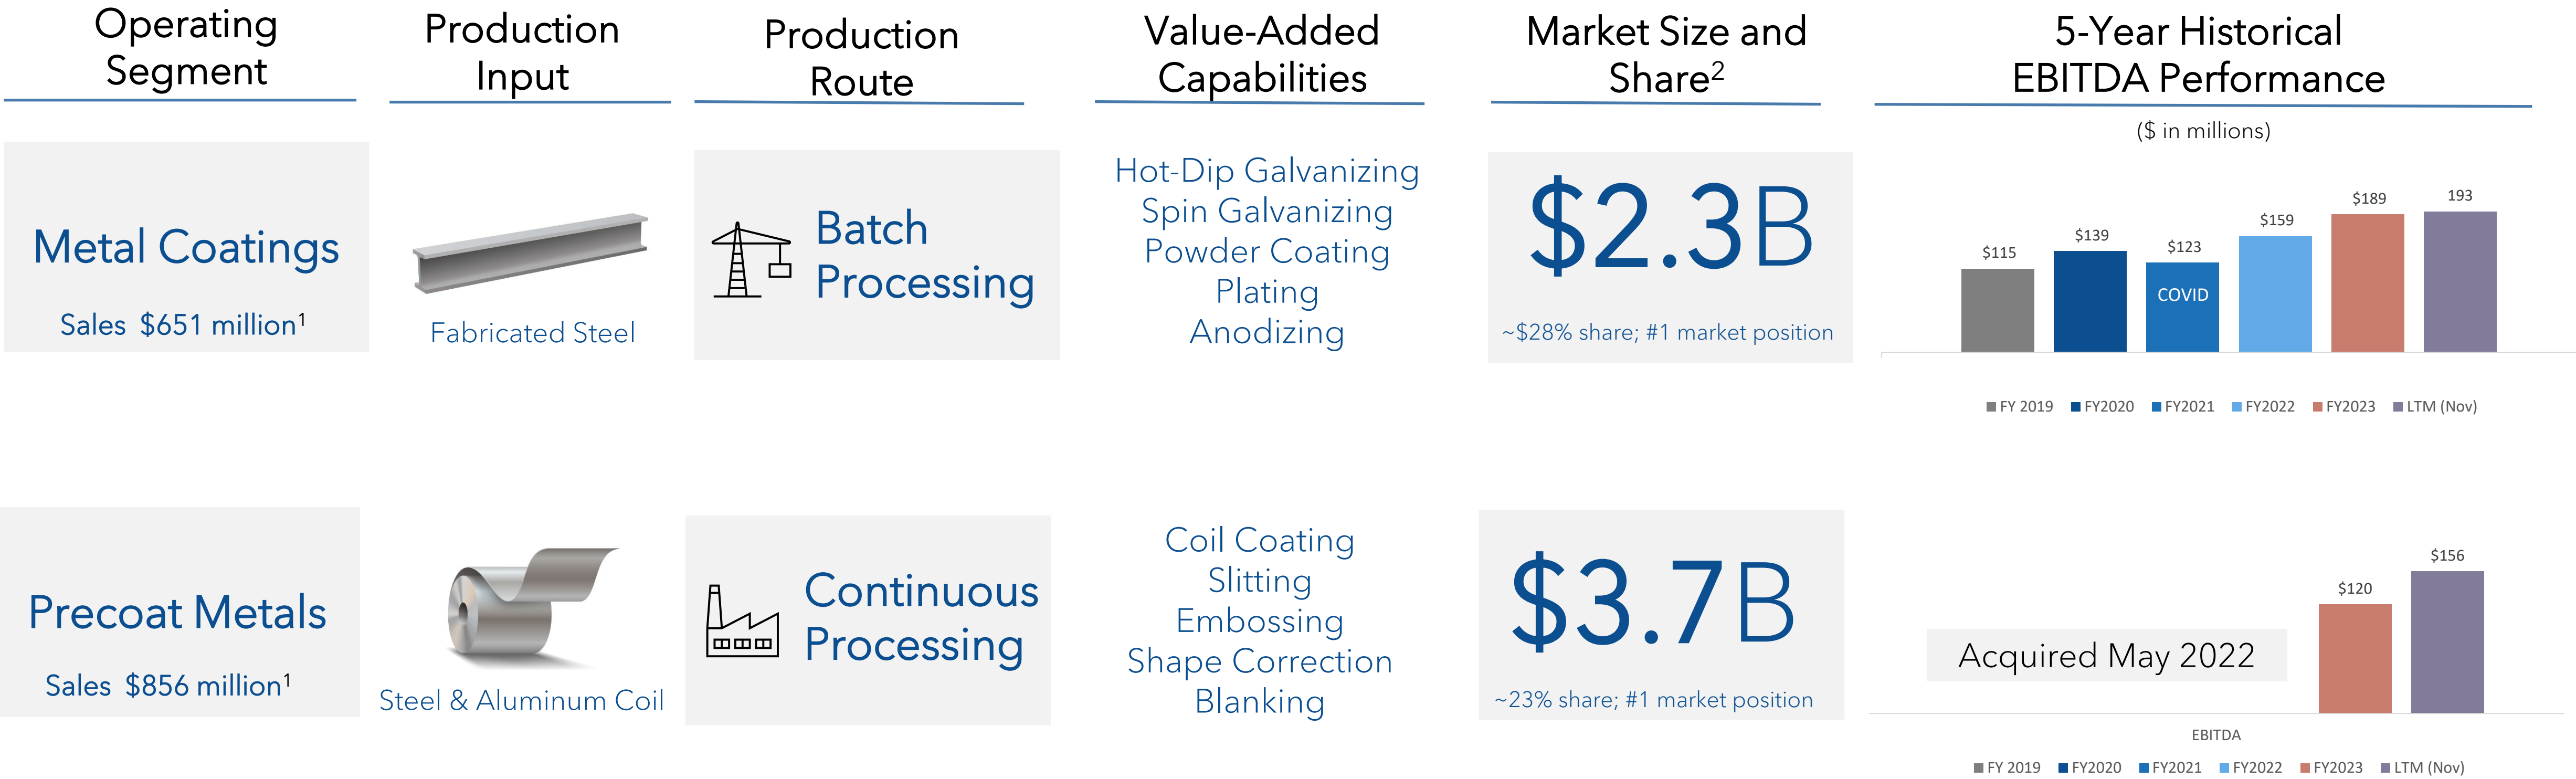 Operating
Segment
Production
Input
Production
Route
Value-Added
Capabilities
Market Size and
Share2
5-Year Historical
EBITDA Performance
($ in millions)
Metal Coatings
Sales $651 million1
Fabricated Steel
Batch
Processing
Hot-Dip Galvanizing
Spin Galvanizing
Powder Coating
Plating
Anodizing
$2.3B
~$28% share; #1 market position
$115
$139
$123
COVID
$159
$189
193
FY 2019 FY2020 FY2021 FY2022 FY2023 LTM (Nov)
Precoat Metals
Sales $856 million1
Steel & Aluminum Coil
Continuous
Processing
Coil Coating
Slitting
Embossing
Shape Correction
Blanking
$3.7B
~23% share; #1 market position
Acquired May 2022
$120
$156
EBITDA
FY 2019 FY2020 FY2021 FY2022 FY2023 LTM (Nov)